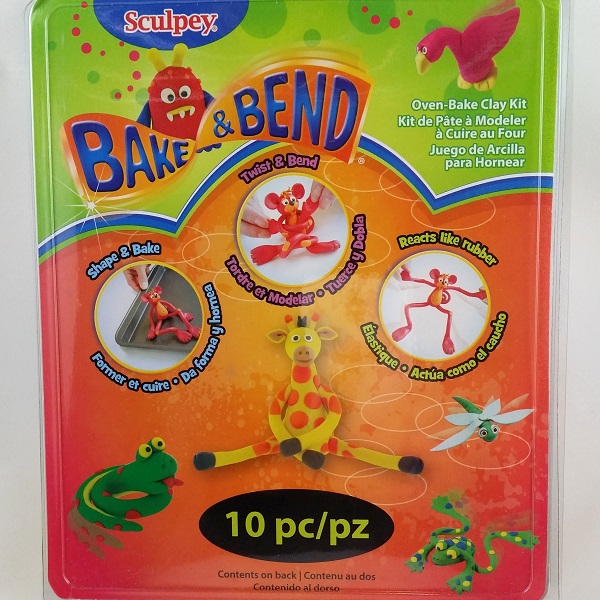 Sculpey®
BAKE & BEND®
Oven-Bake Clay Kit
Kit de Pâte à Modeler
à Cuire au Four
Juego de Arcilla
para Hornear
Twist & Bend
Tordre et Modelar • Tuerce y Dobla
Shape & Bake
Former et cuire • Da forma y hornea
Reacts like rubber
Élastique • Actúa como el caucho
10 pc/pz
Contents on back | Contenu au dos
Contenido al dorso